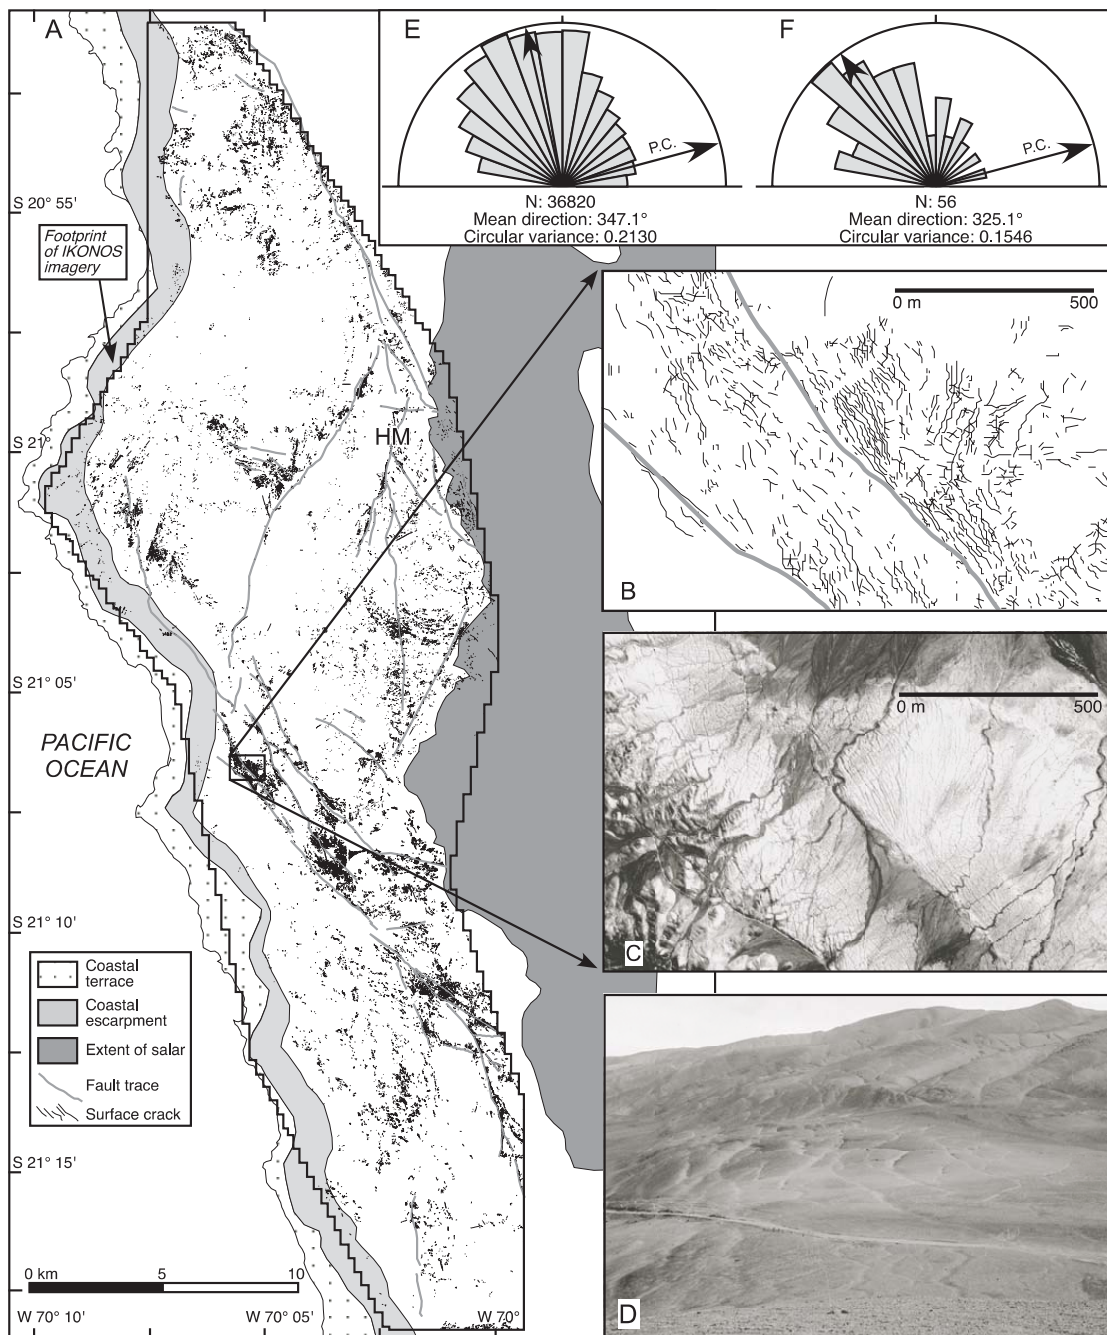 A
E
F
P.C.
P.C.
N: 36820
Mean direction: 347.1°
Circular variance: 0.2130
N: 56
Mean direction: 325.1°
Circular variance: 0.1546
S 20° 55'
Footprint
of IKONOS
imagery
0 m 500
B
S 21°
HM
S 21° 05'
PACIFIC
OCEAN
0 m 500
C
S 21° 10'
Coastal
terrace
Coastal
escarpment
Extent of salar
Fault trace
Surface crack
S 21° 15'
0 km 5 10
W 70° 10' W 70° 05' W 70°
D